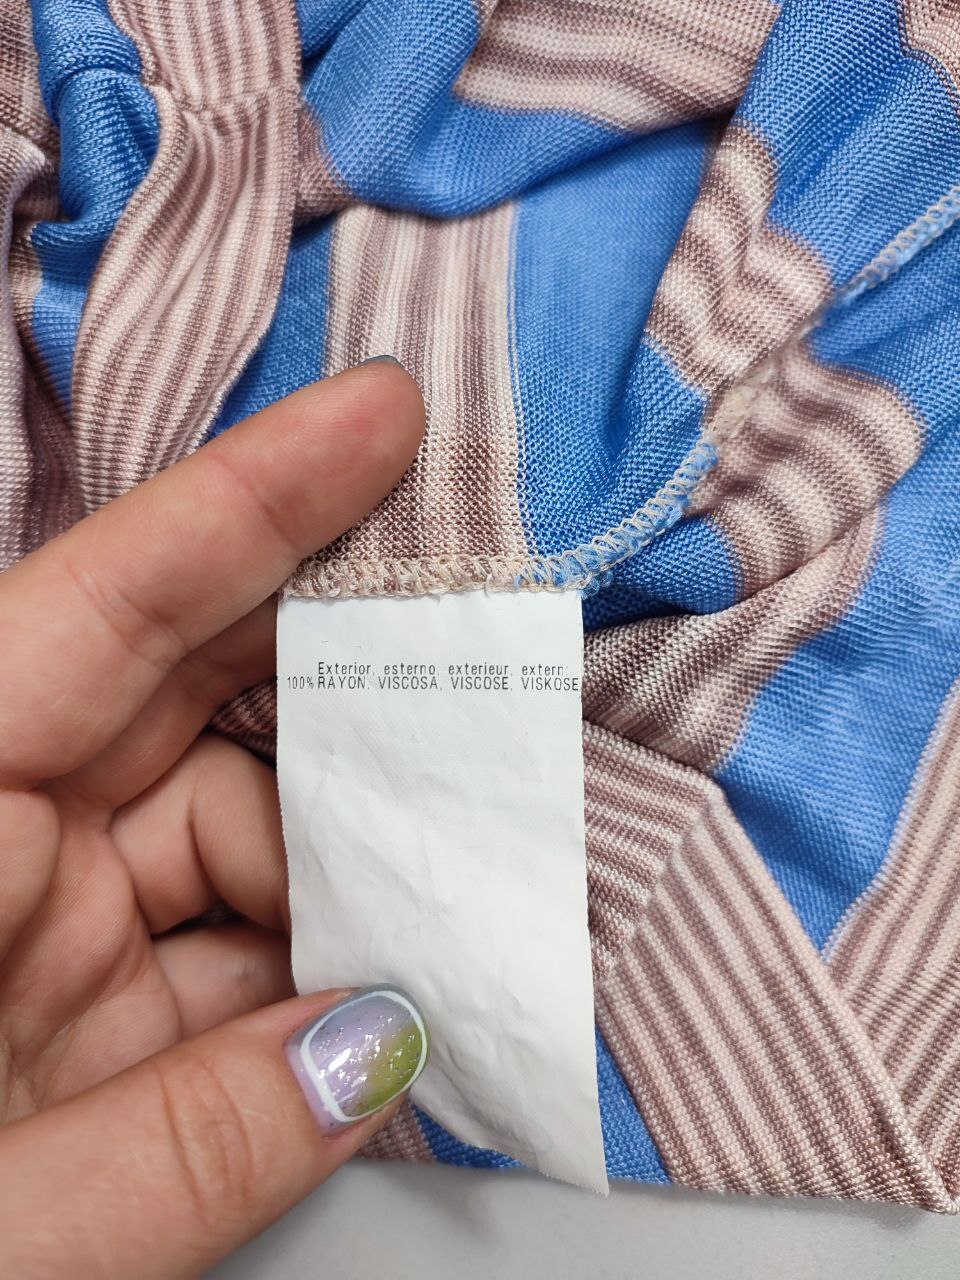 Exterior, esterno, exterieur, extern:
100% RAYON, VISCOSA, VISCOSE, VISKOSE